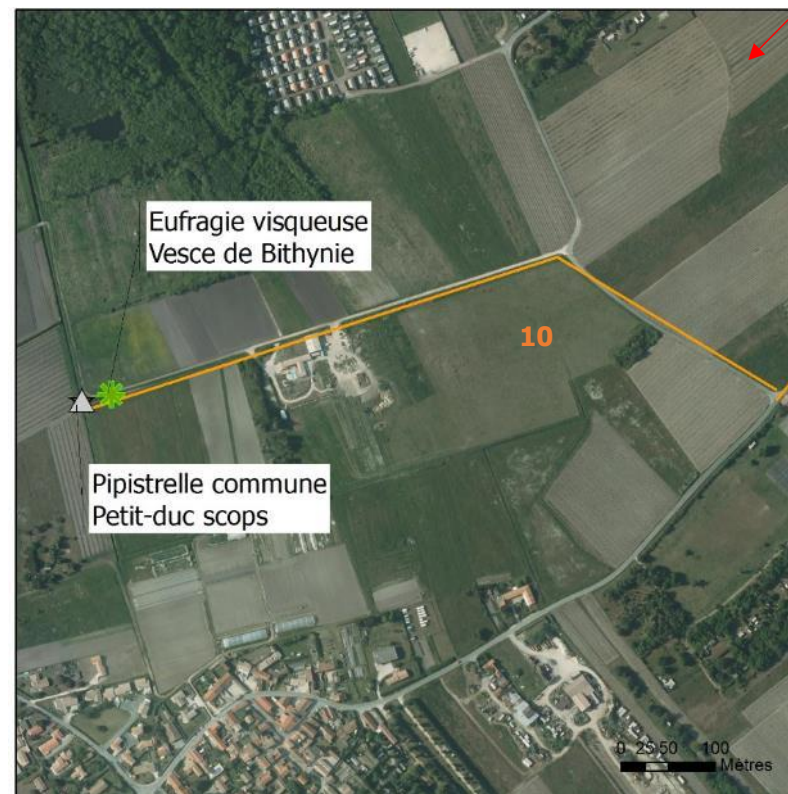 Eufragie visqueuse
Vesce de Bithynie
10
Pipistrelle commune
Petit-duc scops
0 25 50 100
Mètres